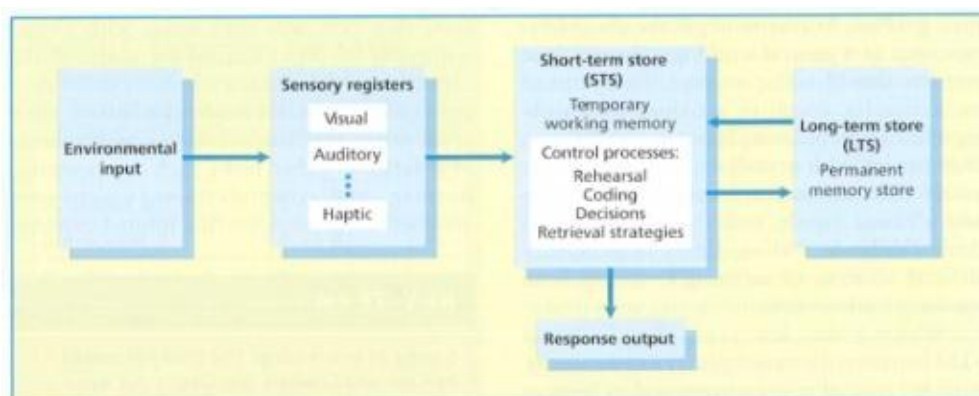 Environmental
input
Sensory registers
Visual
Auditory
Haptic
Short-term store
(STS)
Temporary
working memory
Control processes:
Rehearsal
Coding
Decisions
Retrieval strategies
Long-term store
(LTS)
Permanent
memory store
Response output